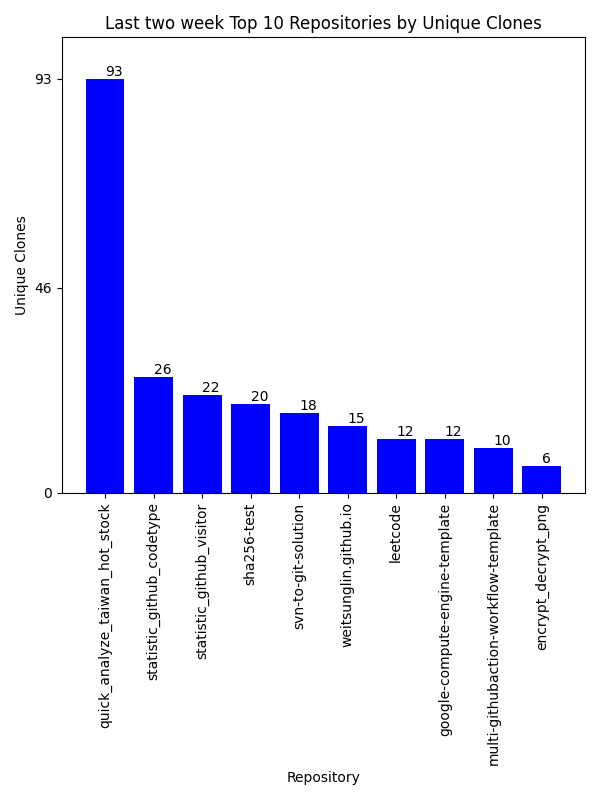 Last two week Top 10 Repositories by Unique Clones
Unique Clones
93
46
0
93
26
22
20
18
15
12
12
10
6
quick_analyze_taiwan_hot_stock
statistic_github_codetype
statistic_github_visitor
sha256-test
svn-to-git-solution
weitsunglin.github.io
leetcode
google-compute-engine-template
multi-githubaction-workflow-template
encrypt_decrypt_png
Repository